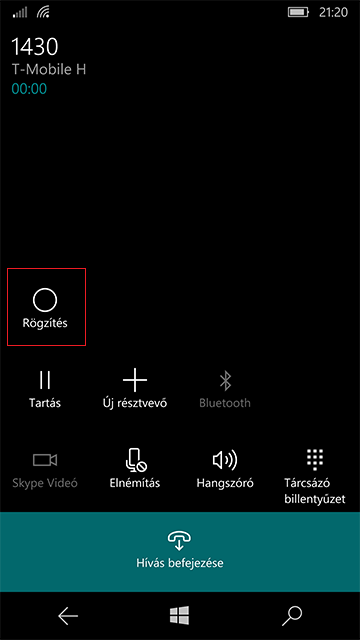 21:20
1430
T-Mobile H
00:00
Rögzítés
Tartás
Új résztvevő
Bluetooth
Skype Videó
Elnémítás
Hangszóró
Tárcsázó
billentyűzet
Hívás befejezése